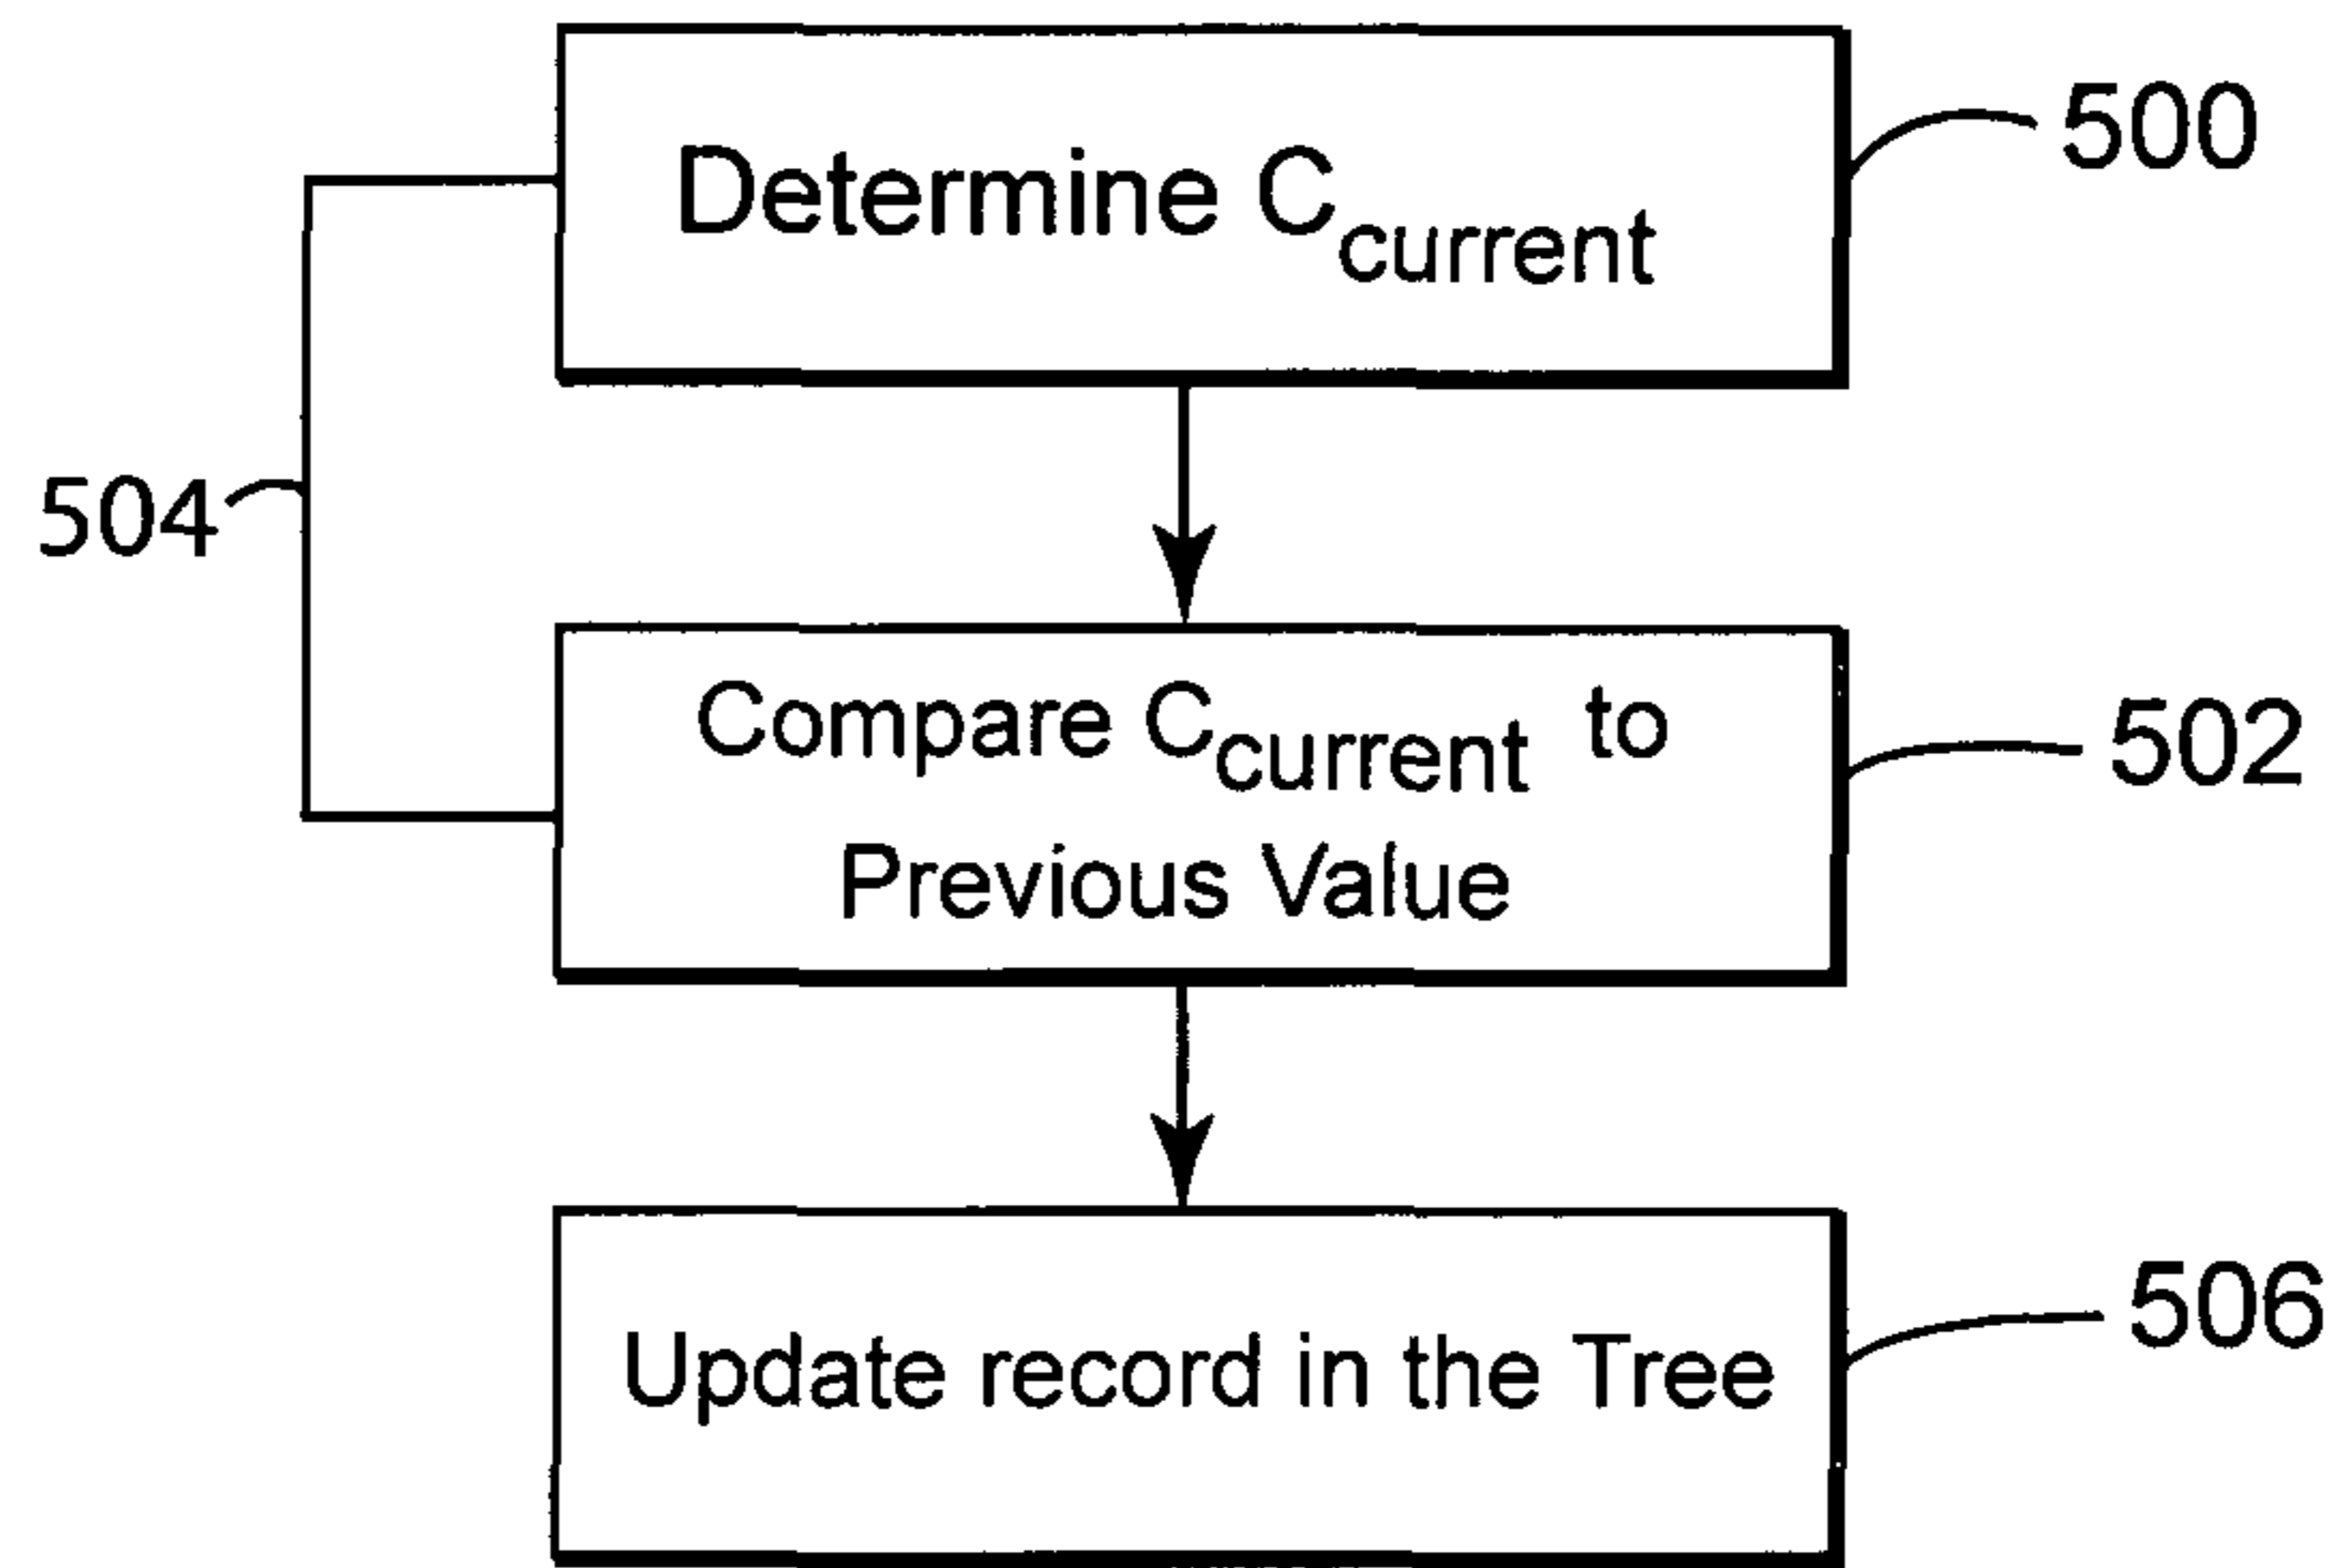 Determine Ccurrent
500
504
Compare Ccurrent to
Previous Value
502
Update record in the Tree
506